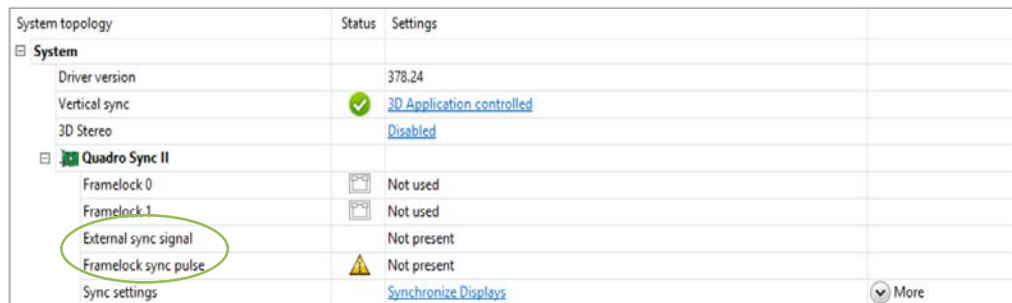 System topology Status Settings
System
Driver version 378.24
Vertical sync 3D Application controlled
3D Stereo Disabled
Quadro Sync II
Framelock 0 Not used
Framelock 1 Not used
External sync signal Not present
Framelock sync pulse Not present
Sync settings Synchronize Displays More